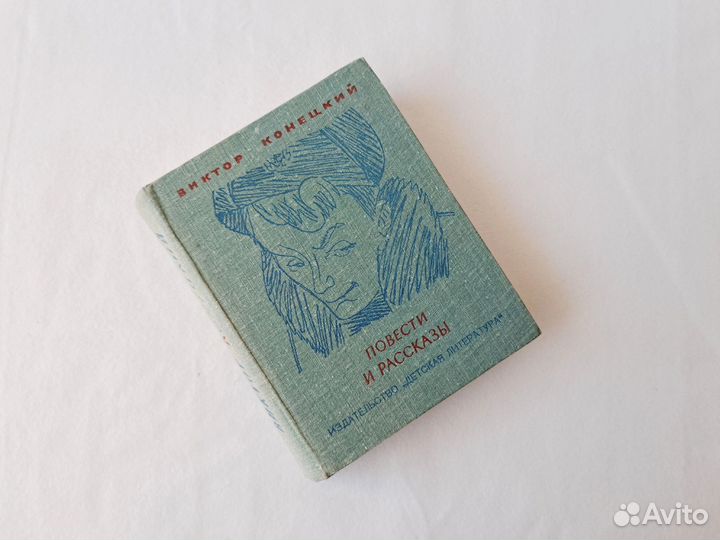 ВИКТОР КОНЕЦКИЙ
ПОВЕСТИ
И РАССКАЗЫ
ИЗДАТЕЛЬСТВО „ДЕТСКАЯ ЛИТЕРАТУРА“
Avito